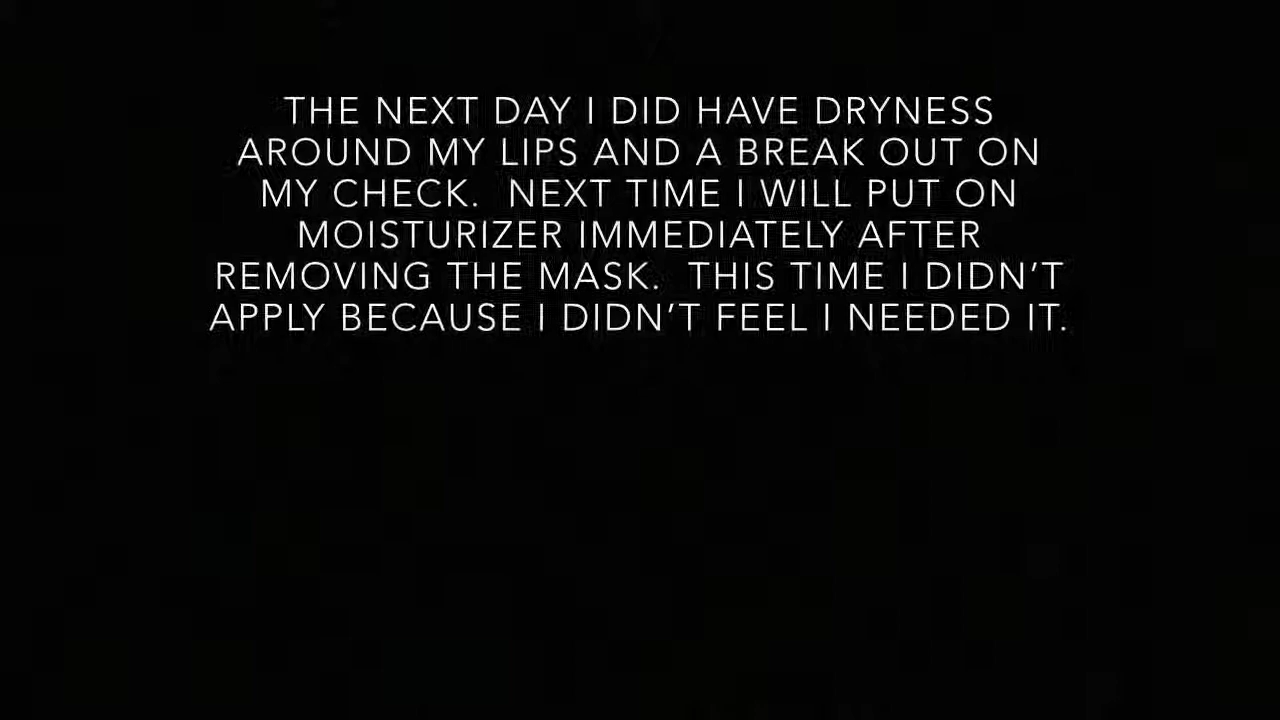 THE NEXT DAY I DID HAVE DRYNESS
AROUND MY LIPS AND A BREAK OUT ON
MY CHECK.  NEXT TIME I WILL PUT ON
MOISTURIZER IMMEDIATELY AFTER
REMOVING THE MASK.  THIS TIME I DIDN’T
APPLY BECAUSE I DIDN’T FEEL I NEEDED IT.